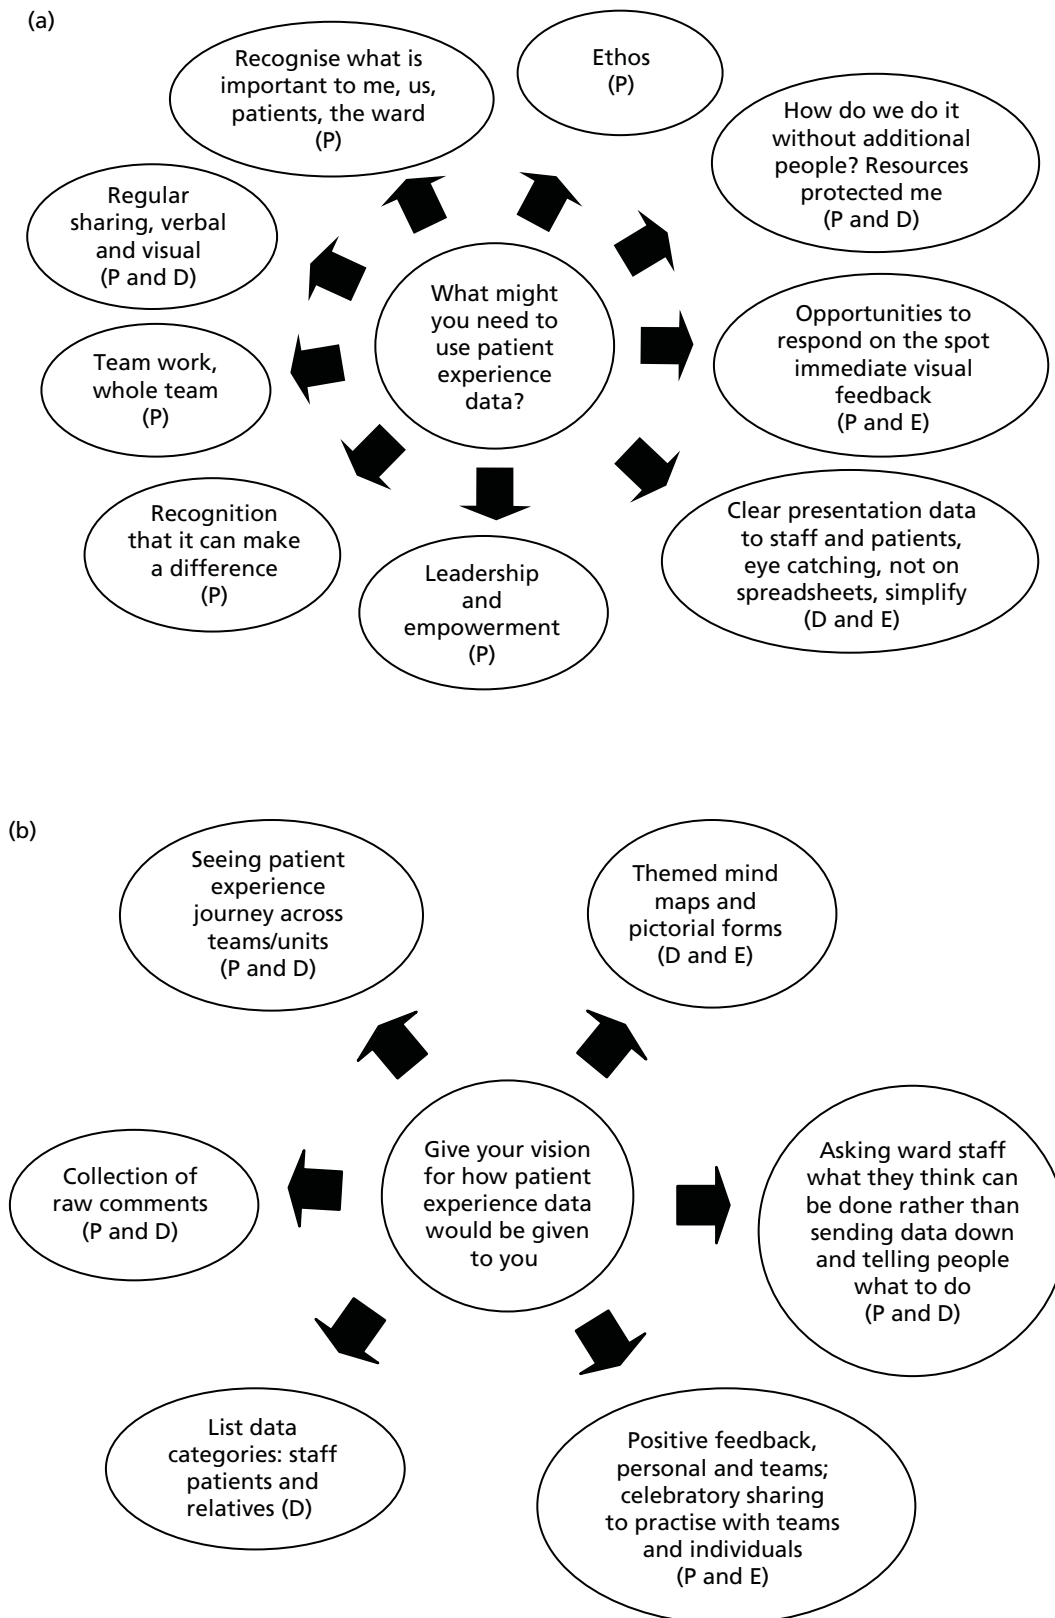 (a)
Recognise what is
important to me, us,
patients, the ward
(P)
Ethos
(P)
How do we do it
without additional
people? Resources
protected me
(P and D)
Regular
sharing, verbal
and visual
(P and D)
What might
you need to
use patient
experience
data?
Opportunities to
respond on the spot
immediate visual
feedback
(P and E)
Team work,
whole team
(P)
Recognition
that it can make
a difference
(P)
Leadership
and
empowerment
(P)
Clear presentation data
to staff and patients,
eye catching, not on
spreadsheets, simplify
(D and E)
(b)
Seeing patient
experience
journey across
teams/units
(P and D)
Themed mind
maps and
pictorial forms
(D and E)
Collection of
raw comments
(P and D)
Give your vision
for how patient
experience data
would be given
to you
Asking ward staff
what they think can
be done rather than
sending data down
and telling people
what to do
(P and D)
List data
categories: staff
patients and
relatives (D)
Positive feedback,
personal and teams;
celebratory sharing
to practise with teams
and individuals
(P and E)